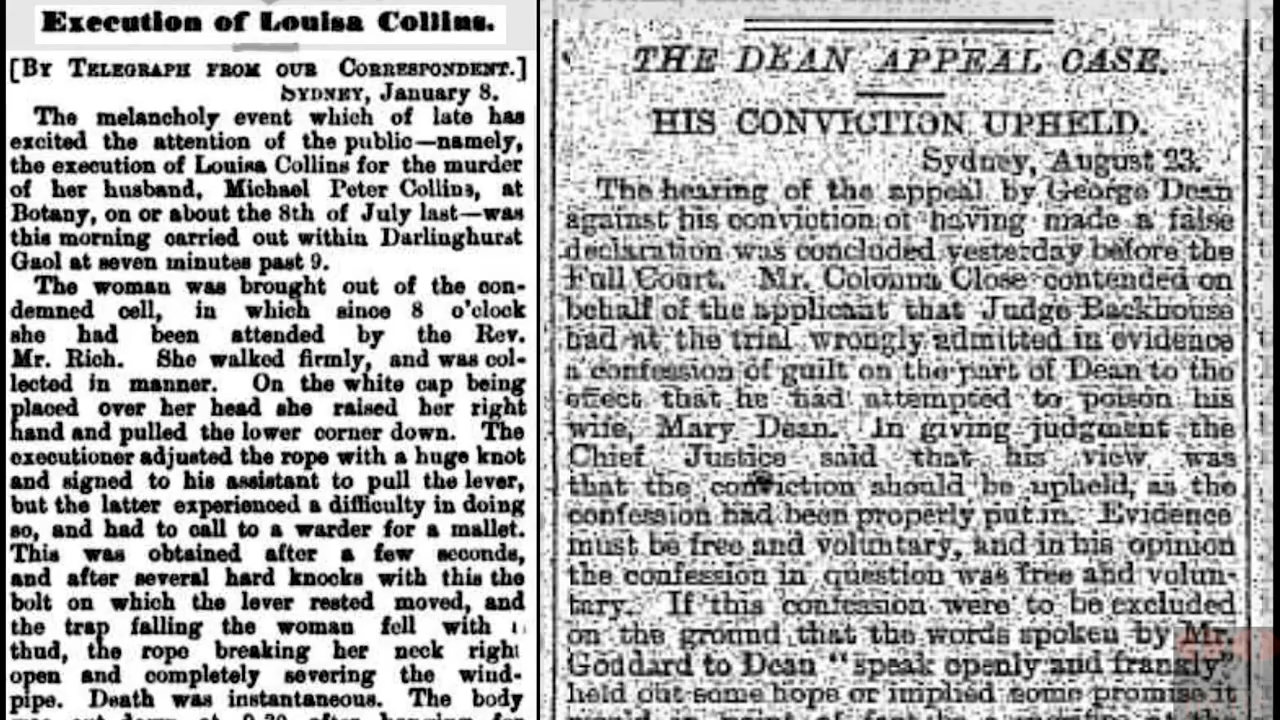 Execution of Louisa Collins.
[BY TELEGRAPH FROM OUR CORRESPONDENT.]
SYDNEY, January 8.
The melancholy event which of late has
excited the attention of the public—namely,
the execution of Louisa Collins for the murder
of her husband, Michael Peter Collins, at
Botany, on or about the 8th of July last—was
this morning carried out within Darlinghurst
Gaol at seven minutes past 9.
The woman was brought out of the con-
demned cell, in which since 8 o'clock
she had been attended by the Rev.
Mr. Rich. She walked firmly, and was col-
lected in manner. On the white cap being
placed over her head she raised her right
hand and pulled the lower corner down. The
executioner adjusted the rope with a huge knot
and signed to his assistant to pull the lever,
but the latter experienced a difficulty in doing
so, and had to call to a warder for a mallet.
This was obtained after a few seconds,
and after several hard knocks with this the
bolt on which the lever rested moved, and
the trap falling the woman fell with
thud, the rope breaking her neck right
open and completely severing the wind-
pipe. Death was instantaneous. The body
THE DEAN APPEAL CASE.
HIS CONVICTION UPHELD.
Sydney, August 23.
The hearing of the appeal by George Dean
against his conviction of having made a false
declaration was concluded yesterday before the
Full Court. Mr. Colonna Close contended on
behalf of the applicant that Judge Backhouse
had at the trial wrongly admitted in evidence
a confession of guilt on the part of Dean to the
effect that he had attempted to poison his
wife, Mary Dean. In giving judgment the
Chief Justice said that his view was
that the conviction should be upheld, as the
confession had been properly put in. Evidence
must be free and voluntary, and in his opinion
the confession in question was free and volun-
tary. If this confession were to be excluded
on the ground that the words spoken by Mr.
Goddard to Dean "speak openly and frankly"
held out some hope or implied some promise it